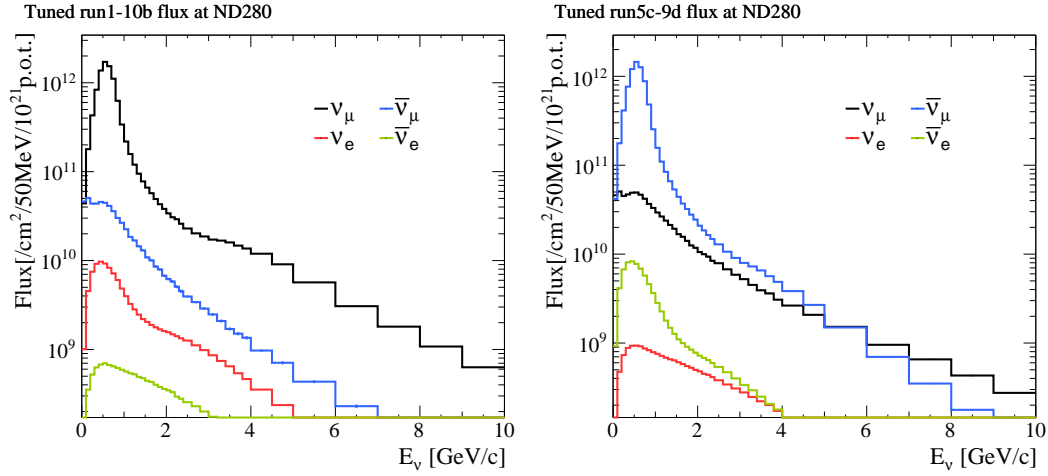 Tuned run1-10b flux at ND280
Flux[/cm²/50MeV/10²¹p.o.t.]
10¹²
10¹¹
10¹⁰
10⁹
ν_μ
ν̅_μ
ν_e
ν̅_e
0 2 4 6 8 10
E_ν [GeV/c]
Tuned run5c-9d flux at ND280
Flux[/cm²/50MeV/10²¹p.o.t.]
10¹²
10¹¹
10¹⁰
10⁹
ν_μ
ν̅_μ
ν_e
ν̅_e
0 2 4 6 8 10
E_ν [GeV/c]